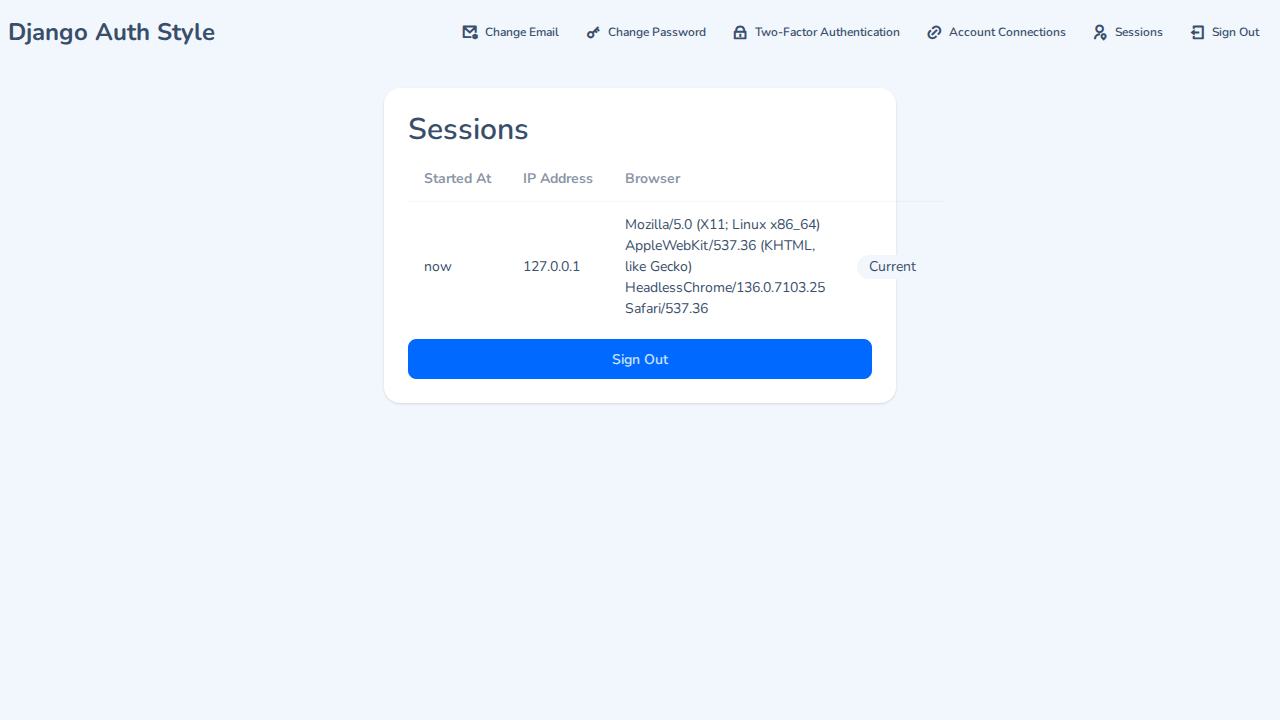 Django Auth Style
Change Email
Change Password
Two-Factor Authentication
Account Connections
Sessions
Sign Out
Sessions
Started At
IP Address
Browser
now
127.0.0.1
Mozilla/5.0 (X11; Linux x86_64)
AppleWebKit/537.36 (KHTML,
like Gecko)
HeadlessChrome/136.0.7103.25
Safari/537.36
Current
Sign Out